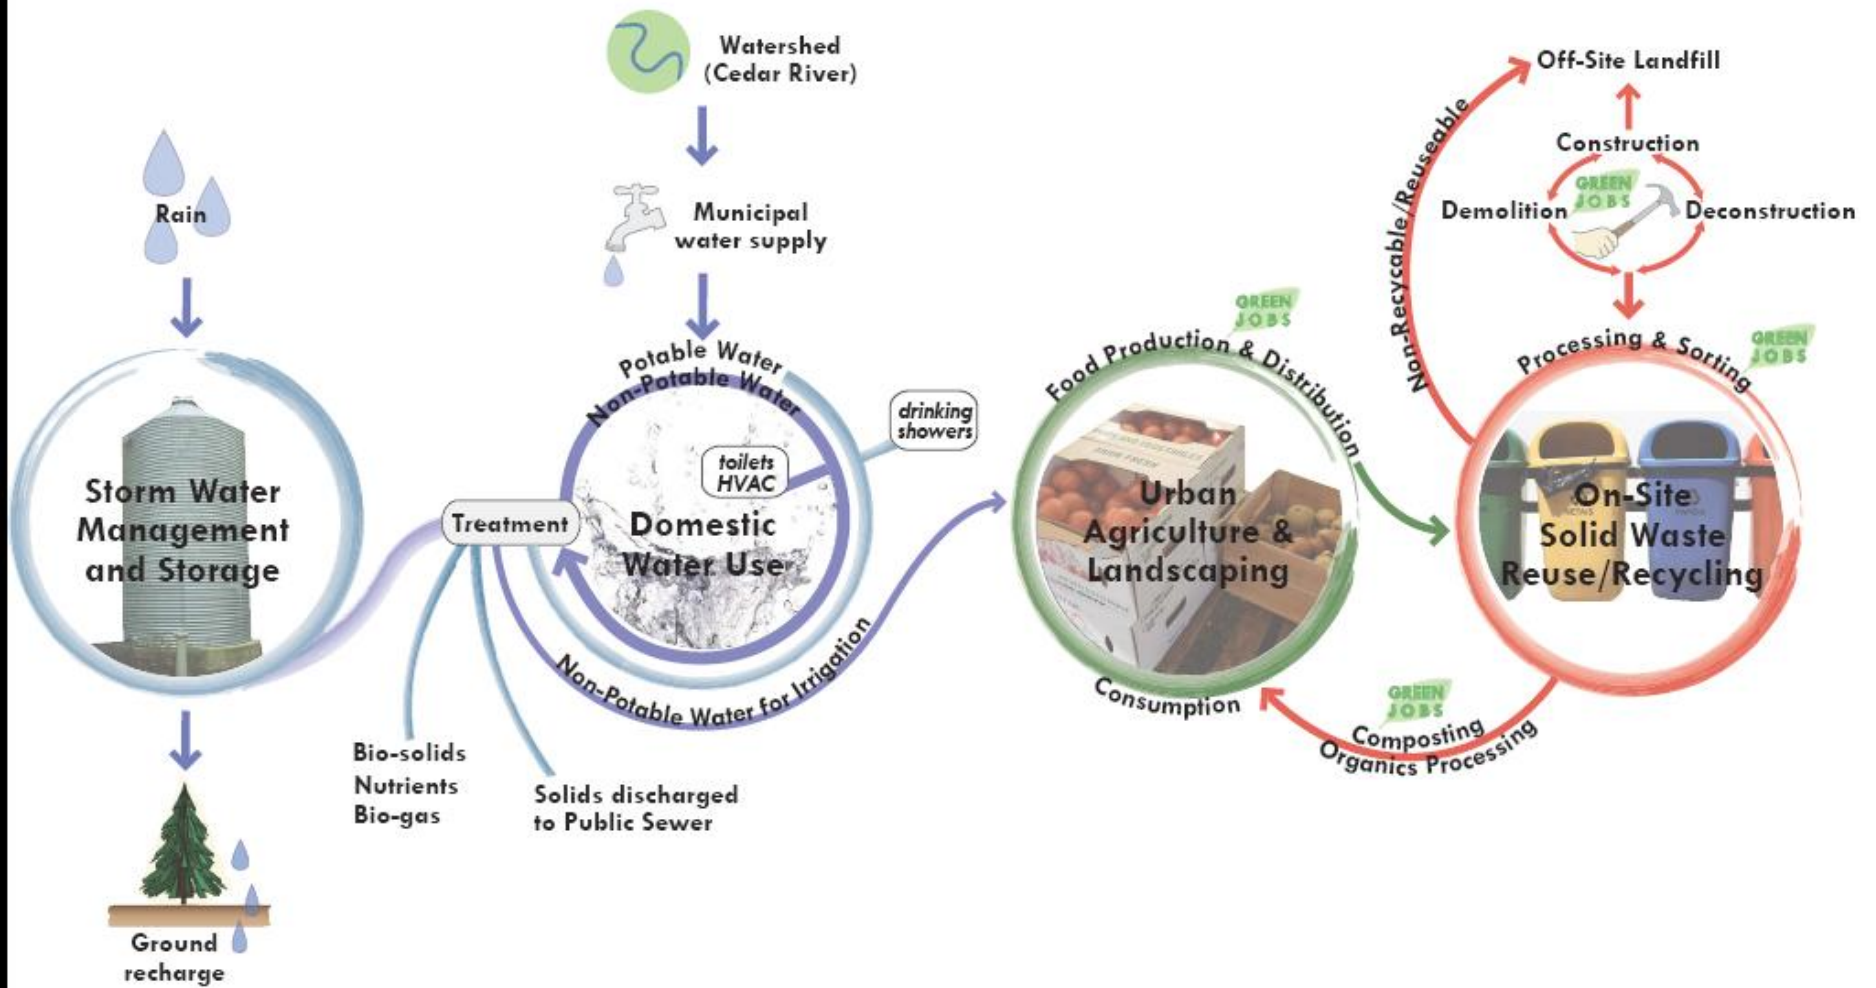 Watershed
(Cedar River)
Rain
Municipal
water supply
Storm Water
Management
and Storage
Ground
recharge
Treatment
Bio-solids
Nutrients
Bio-gas
Solids discharged
to Public Sewer
Potable Water
Non-Potable Water
toilets
HVAC
drinking
showers
Domestic
Water Use
Non-Potable Water for Irrigation
GREEN
JOBS
Food Production & Distribution
Urban
Agriculture &
Landscaping
Consumption
Off-Site Landfill
Non-Recycable/Reuseable
Construction
GREEN
JOBS
Demolition
Deconstruction
Processing & Sorting
GREEN
JOBS
On-Site
Solid Waste
Reuse/Recycling
GREEN
JOBS
Composting
Organics Processing